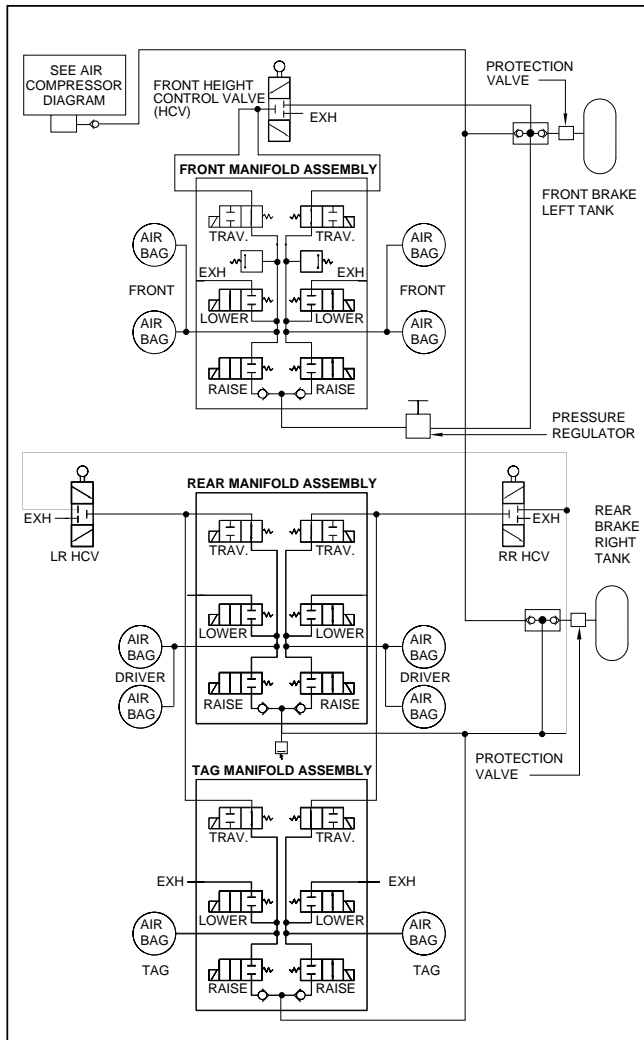 SEE AIR
COMPRESSOR
DIAGRAM
FRONT HEIGHT
CONTROL VALVE
(HCV)
EXH
PROTECTION
VALVE
FRONT BRAKE
LEFT TANK
FRONT MANIFOLD ASSEMBLY
TRAV.
TRAV.
AIR
BAG
AIR
BAG
EXH
EXH
FRONT
FRONT
LOWER
LOWER
AIR
BAG
AIR
BAG
RAISE
RAISE
PRESSURE
REGULATOR
REAR MANIFOLD ASSEMBLY
EXH
LR HCV
TRAV.
TRAV.
EXH
RR HCV
REAR
BRAKE
RIGHT
TANK
LOWER
LOWER
AIR
BAG
AIR
BAG
DRIVER
DRIVER
AIR
BAG
AIR
BAG
RAISE
RAISE
PROTECTION
VALVE
TAG MANIFOLD ASSEMBLY
TRAV.
TRAV.
EXH
EXH
LOWER
LOWER
AIR
BAG
AIR
BAG
TAG
TAG
RAISE
RAISE